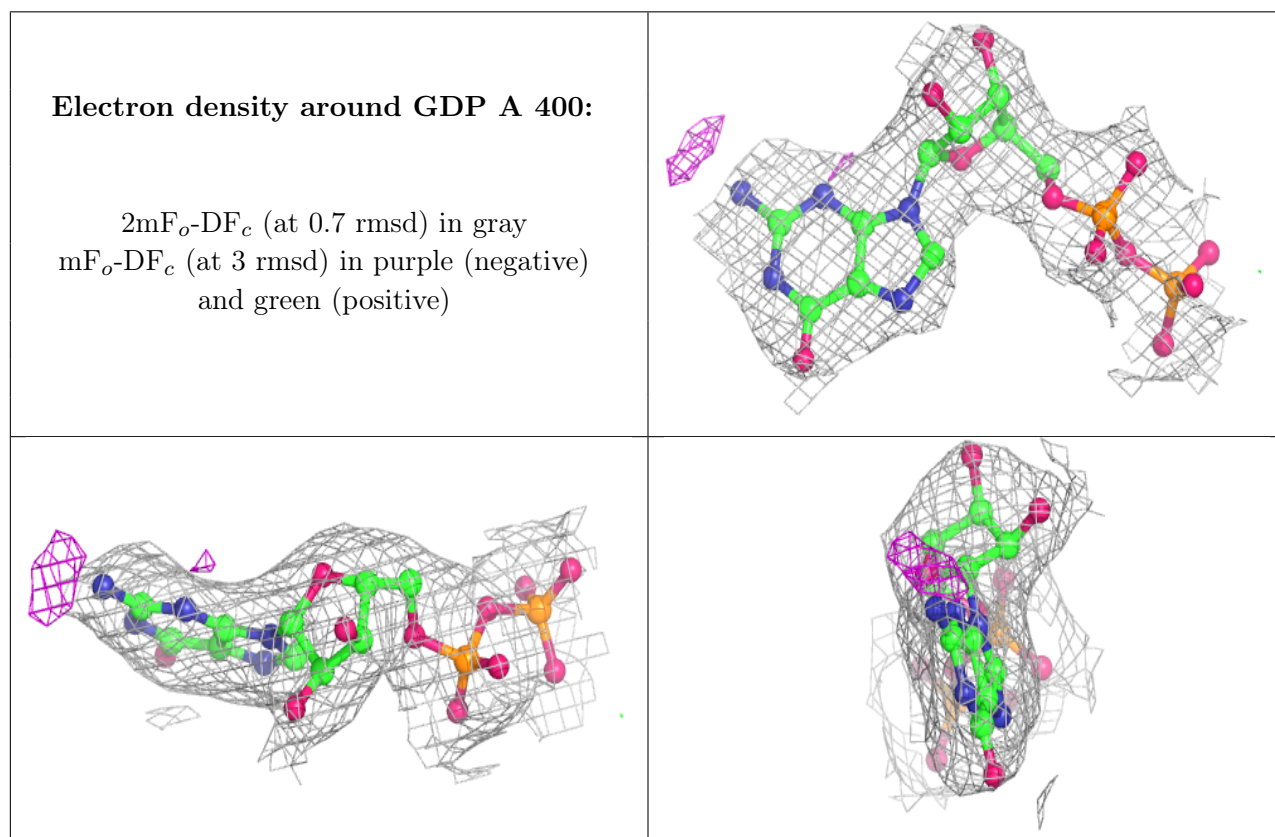 Electron density around GDP A 400:
2mFₒ-DF𝒸 (at 0.7 rmsd) in gray
mFₒ-DF𝒸 (at 3 rmsd) in purple (negative)
and green (positive)